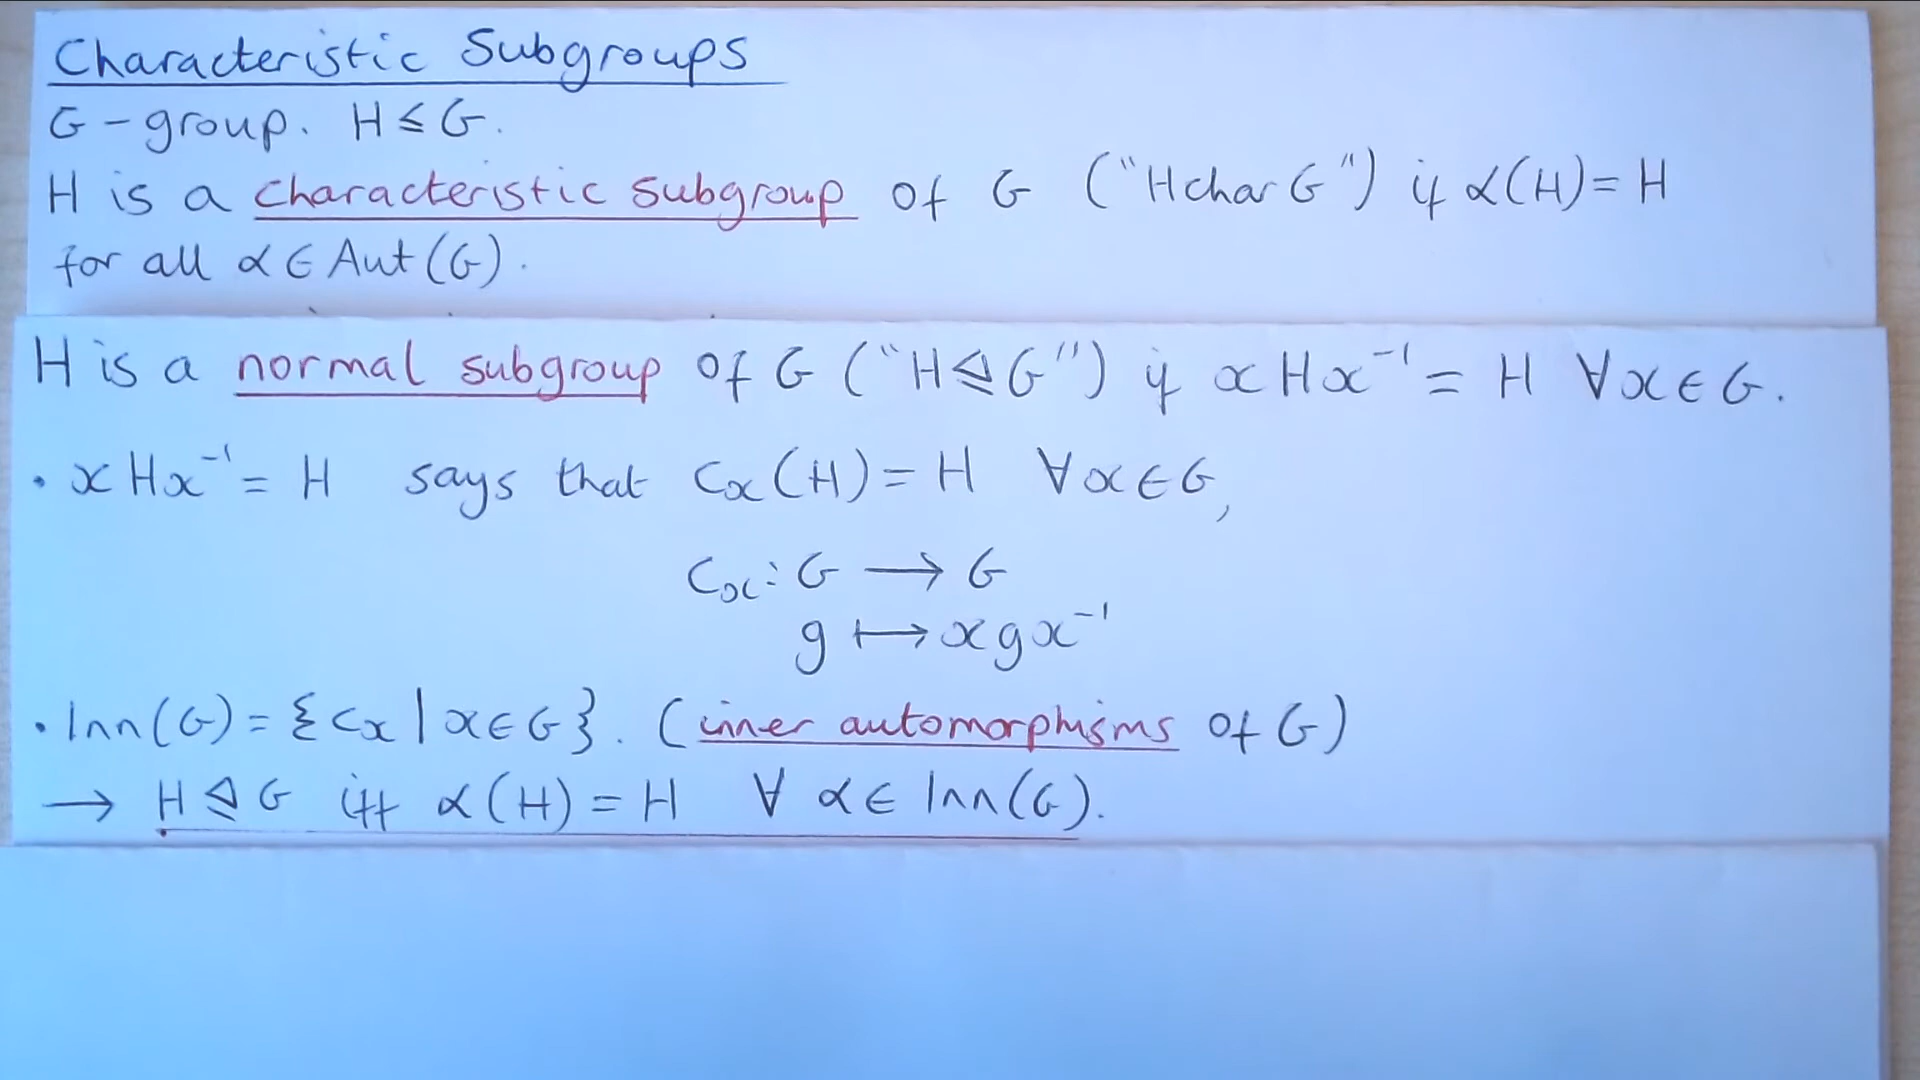 Characteristic Subgroups
G - group. H ≤ G.
H is a characteristic subgroup of G ("H char G") if α(H) = H
for all α ∈ Aut(G).
H is a normal subgroup of G ("H ⊴ G") if xHx⁻¹ = H ∀x ∈ G.
• xHx⁻¹ = H says that Cₓ(H) = H ∀x ∈ G,
Cₓ: G ⟶ G
g ⟼ xgx⁻¹
• Inn(G) = {Cₓ | x ∈ G}. (inner automorphisms of G)
→ H ⊴ G iff α(H) = H ∀ α ∈ Inn(G).